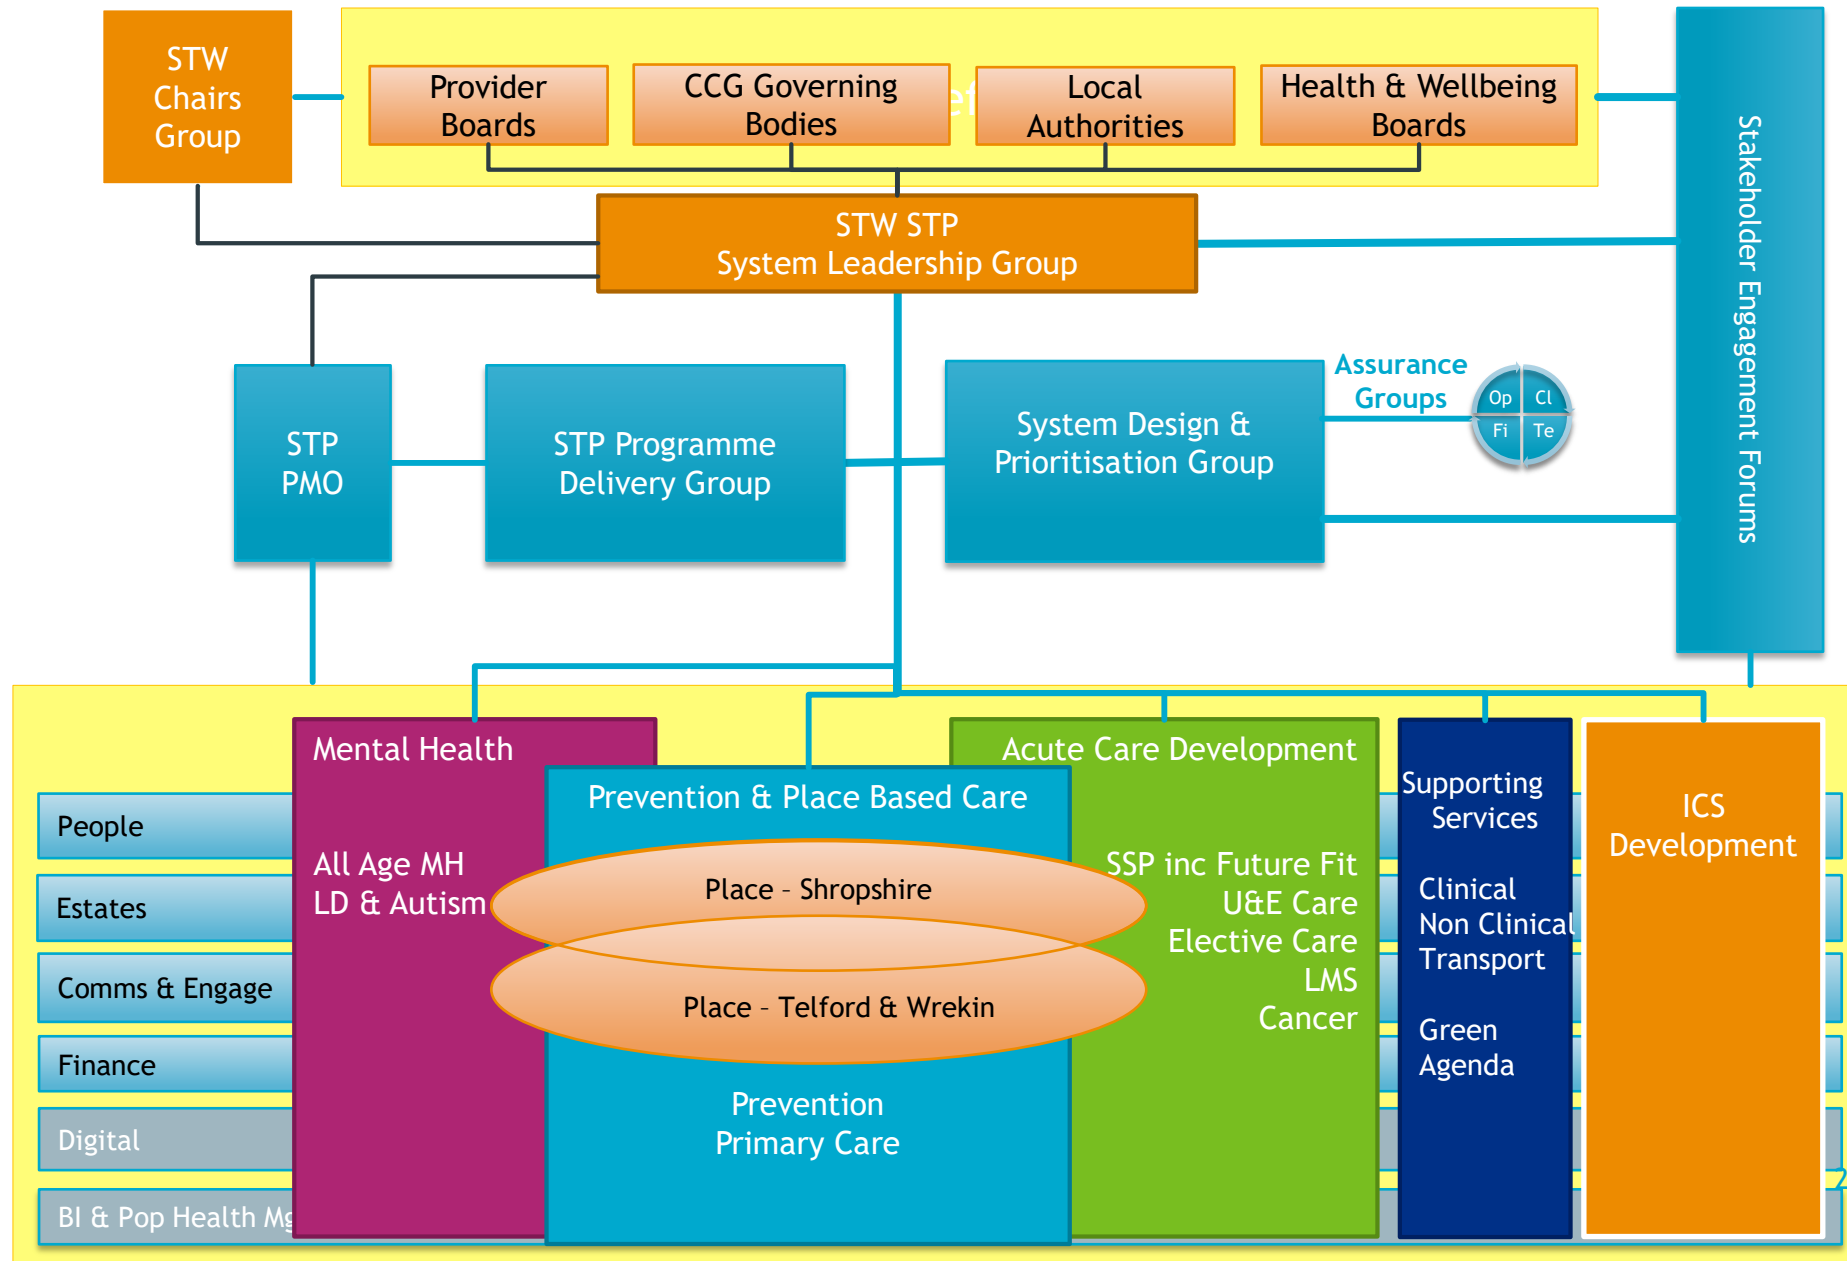 STW
Chairs
Group
Provider
Boards
CCG Governing
Bodies
Local
Authorities
Health & Wellbeing
Boards
Stakeholder Engagement Forums
STW STP
System Leadership Group
STP
PMO
STP Programme
Delivery Group
System Design &
Prioritisation Group
Assurance
Groups
Op
Cl
Fi
Te
People
Estates
Comms & Engage
Finance
Digital
BI & Pop Health
Mental Health
All Age MH
LD & Autism
Prevention & Place Based Care
Place – Shropshire
Place – Telford & Wrekin
Prevention
Primary Care
Acute Care Development
SSP inc Future Fit
U&E Care
Elective Care
LMS
Cancer
Supporting
Services
Clinical
Non Clinical
Transport
Green
Agenda
ICS
Development
2